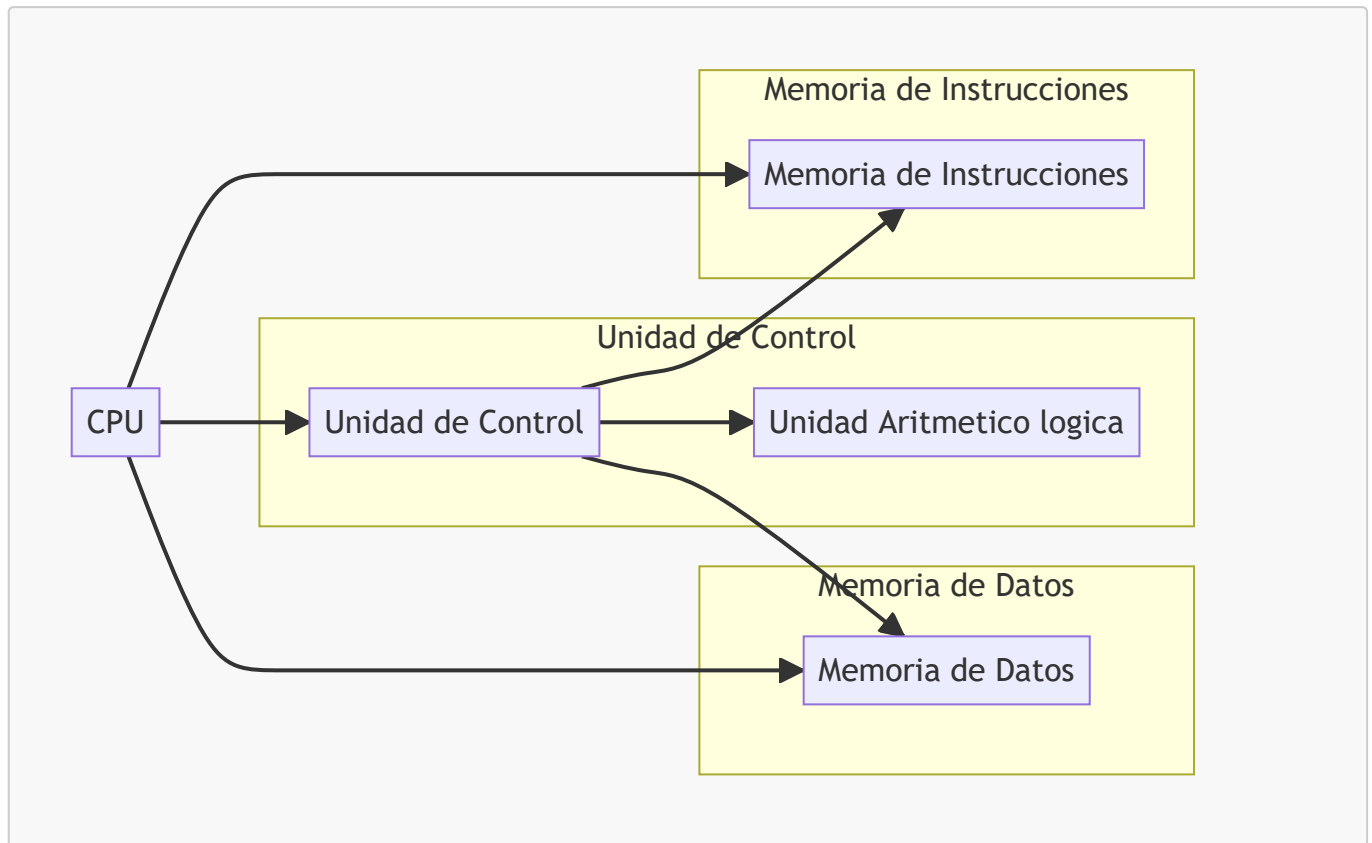 Memoria de Instrucciones
Memoria de Instrucciones
Unidad de Control
CPU
Unidad de Control
Unidad Aritmetico logica
Memoria de Datos
Memoria de Datos